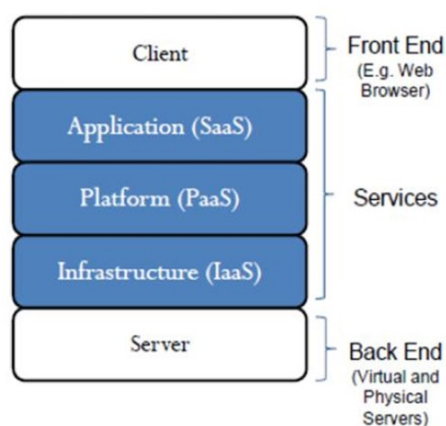 Client
Front End
(E.g. Web
Browser)
Application (SaaS)
Platform (PaaS)
Services
Infrastructure (IaaS)
Server
Back End
(Virtual and
Physical
Servers)